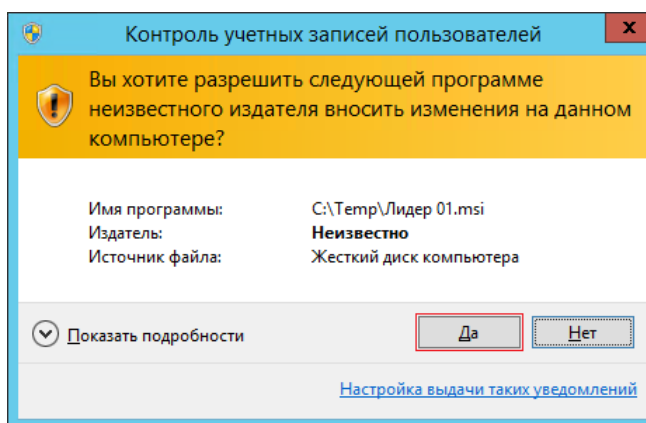 Контроль учетных записей пользователей
x
Вы хотите разрешить следующей программе
неизвестного издателя вносить изменения на данном
компьютере?
Имя программы: C:\Temp\Лидер 01.msi
Издатель: Неизвестно
Источник файла: Жесткий диск компьютера
Показать подробности
Да
Нет
Настройка выдачи таких уведомлений